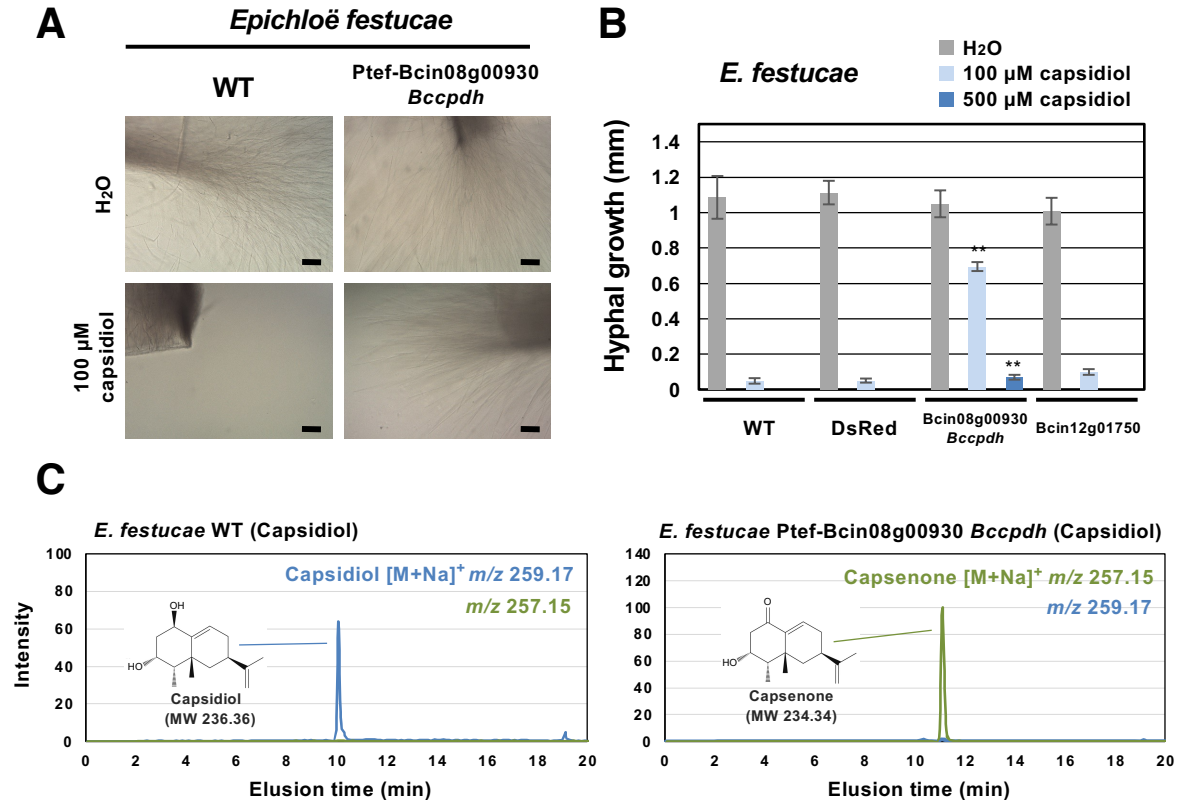 A
Epichloë festucae
WT
Ptef-Bcin08g00930
Bccpdh
H2O
100 µM
capsidiol
B
E. festucae
H2O
100 µM capsidiol
500 µM capsidiol
Hyphal growth (mm)
1.4
1.2
1
0.8
0.6
0.4
0.2
0
**
**
WT
DsRed
Bcin08g00930
Bccpdh
Bcin12g01750
C
E. festucae WT (Capsidiol)
Intensity
100
80
60
40
20
0
Capsidiol [M+Na]+ m/z 259.17
m/z 257.15
OH
HO
Capsidiol
(MW 236.36)
0 2 4 6 8 10 12 14 16 18 20
Elusion time (min)
E. festucae Ptef-Bcin08g00930 Bccpdh (Capsidiol)
140
120
100
80
60
40
20
0
Capsenone [M+Na]+ m/z 257.15
m/z 259.17
O
HO
Capsenone
(MW 234.34)
0 2 4 6 8 10 12 14 16 18 20
Elusion time (min)